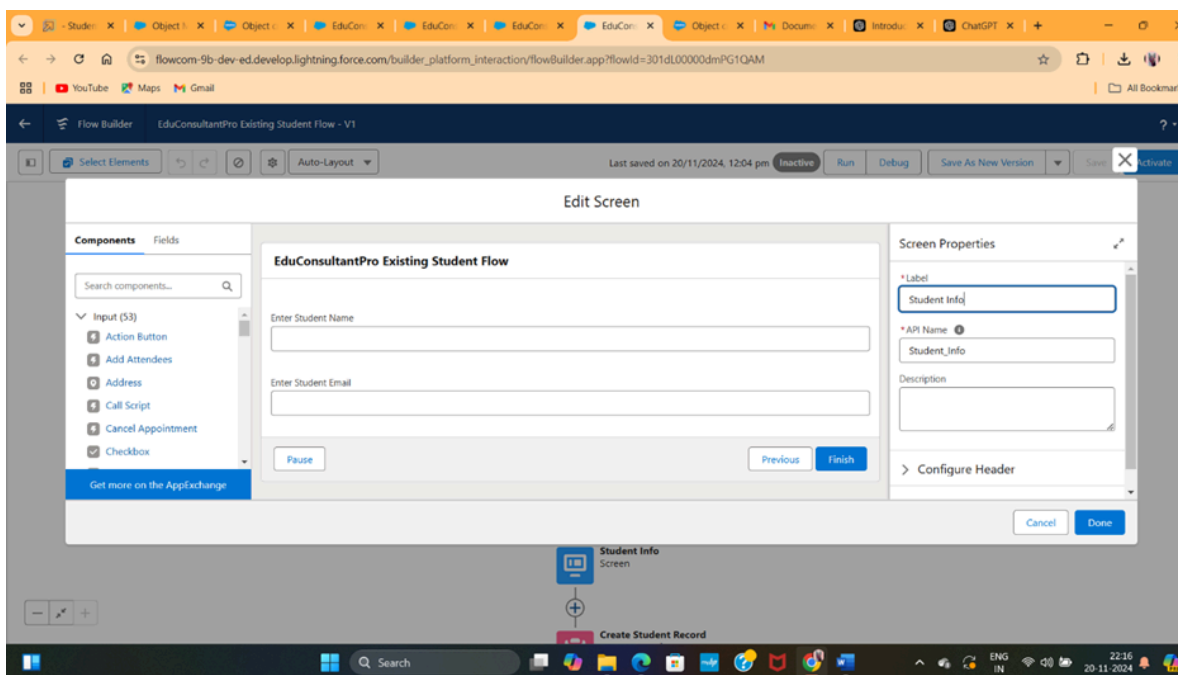 - Studen
Object M
Object c
EduCons
EduCons
EduCons
EduCons
Object c
Docume
Introduc
ChatGPT
flowcom-9b-dev-ed.develop.lightning.force.com/builder_platform_interaction/flowBuilder.app?flowId=301dL00000dmPG1QAM
YouTube
Maps
Gmail
All Bookmar
Flow Builder
EduConsultantPro Existing Student Flow - V1
?
Select Elements
Auto-Layout
Last saved on 20/11/2024, 12:04 pm
Inactive
Run
Debug
Save As New Version
Save
Activate
Edit Screen
Components
Fields
Search components...
Input (53)
Action Button
Add Attendees
Address
Call Script
Cancel Appointment
Checkbox
Get more on the AppExchange
EduConsultantPro Existing Student Flow
Enter Student Name
Enter Student Email
Pause
Previous
Finish
Screen Properties
*Label
Student Info
*API Name
Student_Info
Description
Configure Header
Cancel
Done
Student Info
Screen
Create Student Record
Search
ENG
IN
22:16
20-11-2024